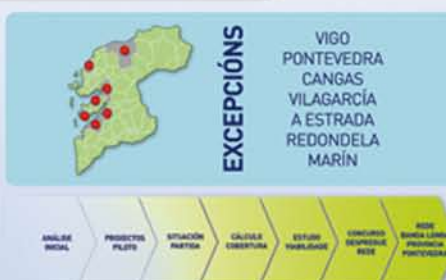 EXCEPCIÓNS
VIGO
PONTEVEDRA
CANGAS
VILAGARCÍA
A ESTRADA
REDONDELA
MARÍN
ANÁLISE
INICIAL
PROXECTOS
PILOTO
SITUACIÓN
PARTIDA
CÁLCULO
COBERTURA
ESTUDO
VIABILIDADE
CONCURSO
DESPREGUE
REDE
REDE
BANDA LONGA
PROVINCIA
PONTEVEDRA